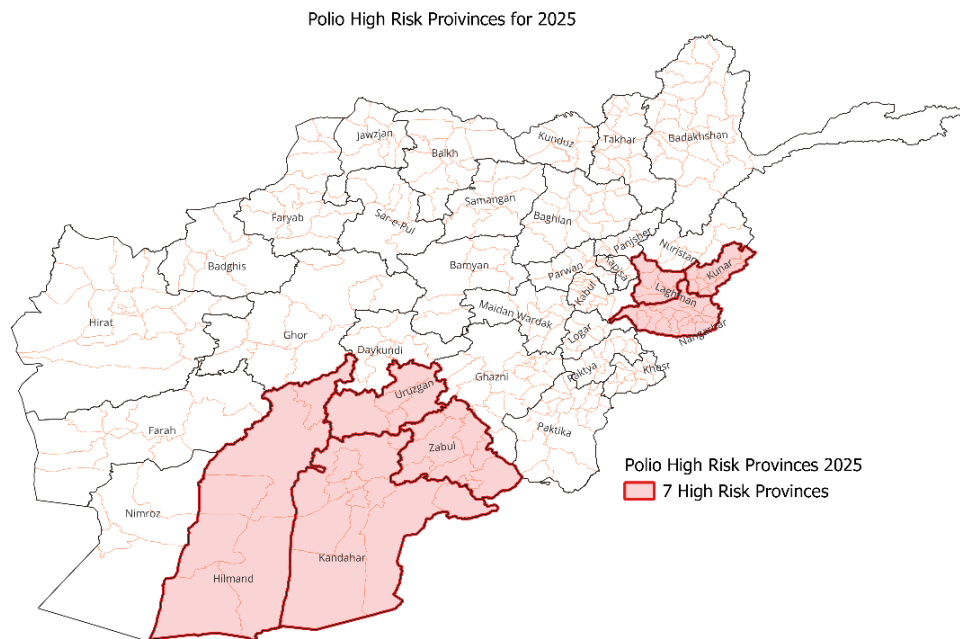 Polio High Risk Proivinces for 2025
Jawzjan
Balkh
Kunduz
Takhar
Badakhshan
Faryab
Sar-e-Pul
Samangan
Baghlan
Panjsher
Nuristan
Badghis
Bamyan
Parwan
Kapisa
Kunar
Laghman
Kabul
Hirat
Ghor
Maidan Wardak
Logar
Nangarhar
Daykundi
Ghazni
Paktya
Khost
Uruzgan
Farah
Zabul
Paktika
Nimroz
Hilmand
Kandahar
Polio High Risk Provinces 2025
7 High Risk Provinces